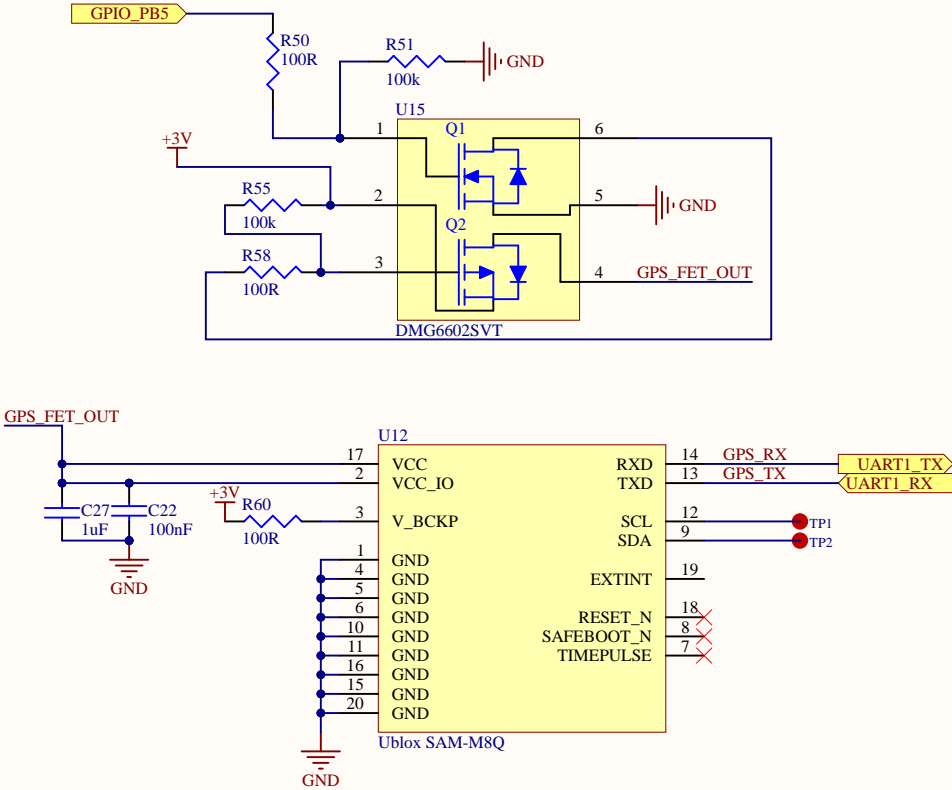 GPIO_PB5
R50
100R
R51
100k
GND
U15
1
Q1
6
+3V
R55
100k
2
5
GND
Q2
R58
100R
3
4
GPS_FET_OUT
DMG6602SVT
GPS_FET_OUT
U12
17
VCC
RXD
14
GPS_RX
UART1_TX
2
VCC_IO
TXD
13
GPS_TX
UART1_RX
C27
1uF
C22
100nF
GND
+3V
R60
100R
3
V_BCKP
SCL
12
TP1
SDA
9
TP2
1
GND
4
GND
EXTINT
19
5
GND
6
GND
RESET_N
18
10
GND
SAFEBOOT_N
8
11
GND
TIMEPULSE
7
16
GND
15
GND
20
GND
Ublox SAM-M8Q
GND